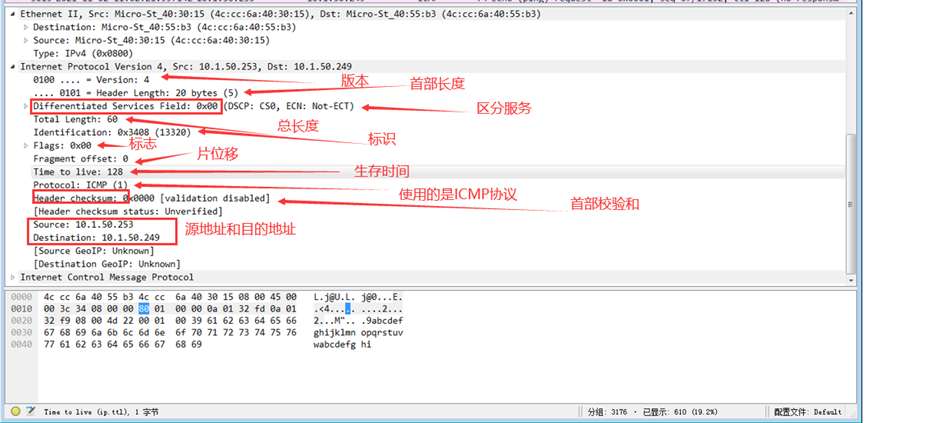 Ethernet II, Src: Micro-St_40:30:15 (4c:cc:6a:40:30:15), Dst: Micro-St_40:55:b3 (4c:cc:6a:40:55:b3)
Destination: Micro-St_40:55:b3 (4c:cc:6a:40:55:b3)
Source: Micro-St_40:30:15 (4c:cc:6a:40:30:15)
Type: IPv4 (0x0800)
Internet Protocol Version 4, Src: 10.1.50.253, Dst: 10.1.50.249
0100 .... = Version: 4
版本
.... 0101 = Header Length: 20 bytes (5)
首部长度
Differentiated Services Field: 0x00 (DSCP: CS0, ECN: Not-ECT)
区分服务
Total Length: 60
总长度
Identification: 0x3408 (13320)
标识
Flags: 0x00
标志
Fragment offset: 0
片位移
Time to live: 128
生存时间
Protocol: ICMP (1)
使用的是ICMP协议
Header checksum: 0x0000 [validation disabled]
首部校验和
[Header checksum status: Unverified]
Source: 10.1.50.253
源地址和目的地址
Destination: 10.1.50.249
[Source GeoIP: Unknown]
[Destination GeoIP: Unknown]
Internet Control Message Protocol
0000 4c cc 6a 40 55 b3 4c cc 6a 40 30 15 08 00 45 00 L.j@U.L. j@0...E.
0010 00 3c 34 08 00 00 80 01 00 00 0a 01 32 fd 0a 01 .<4..... ....2...
0020 32 f9 08 00 4d 22 00 01 00 39 61 62 63 64 65 66 2...M".. .9abcdef
0030 67 68 69 6a 6b 6c 6d 6e 6f 70 71 72 73 74 75 76 ghijklmn opqrstuv
0040 77 61 62 63 64 65 66 67 68 69 wabcdefg hi
Time to live (ip.ttl), 1 字节
分组: 3176 · 已显示: 610 (19.2%)
配置文件: Default